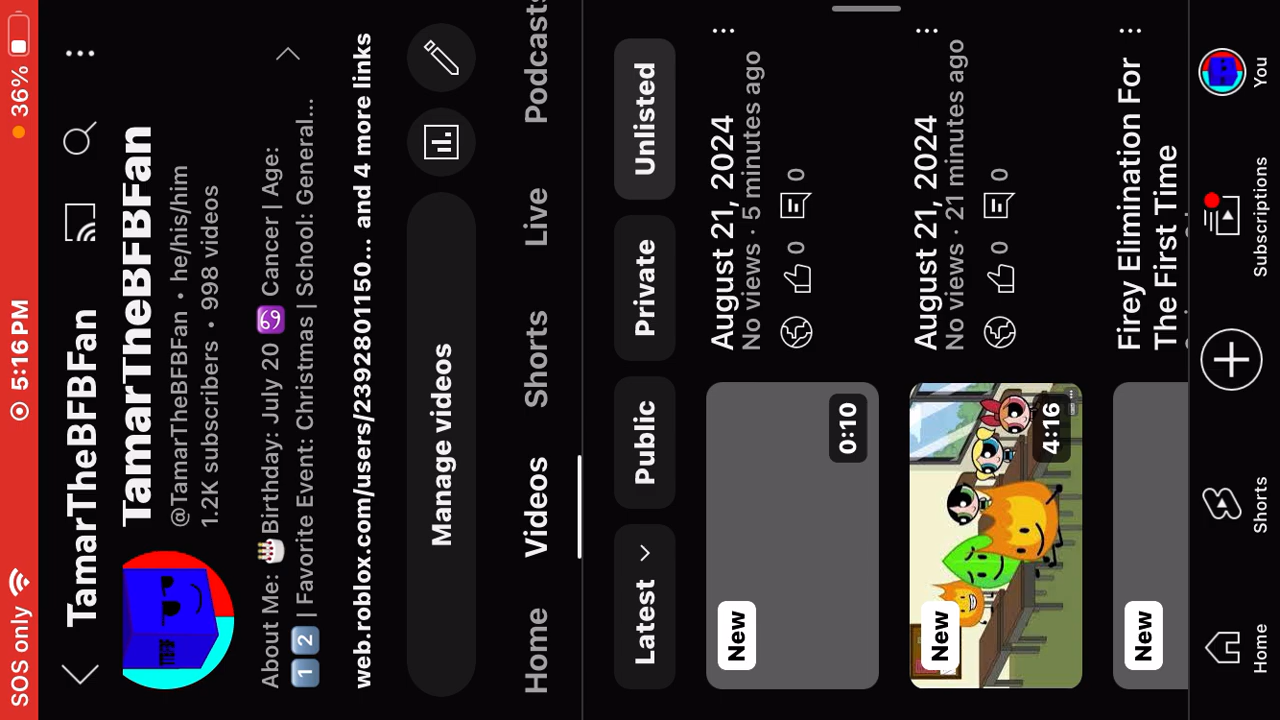 SOS only 5:16 PM 36%
TamarTheBFBFan
TamarTheBFBFan
@TamarTheBFBFan • he/his/him
1.2K subscribers • 998 videos
About Me: 🎂Birthday: July 20 ♋ Cancer | Age:
1️⃣2️⃣ | Favorite Event: Christmas | School: General...
web.roblox.com/users/2392801150... and 4 more links
Manage videos
Home Videos Shorts Live Podcasts
Latest Public Private Unlisted
New
0:10
August 21, 2024
No views · 5 minutes ago
0 0
New
4:16
August 21, 2024
No views · 21 minutes ago
0 0
New
Firey Elimination For
The First Time
Home Shorts Subscriptions You